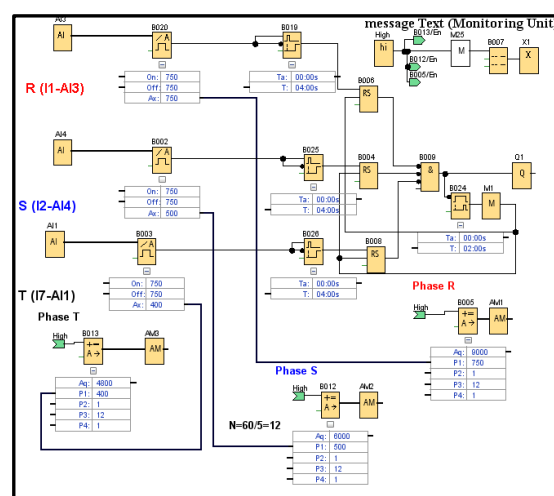 message Text (Monitoring Unit)
AI3
AI
B020
/A
B019
High
hi
B013/En
B012/En
B005/En
M25
M
B007
X1
X
R (I1-AI3)
On: 750
Off: 750
Ax: 750
Ta: 00:00s
T: 04:00s
B006
RS
AI4
AI
B002
/A
B025
B004
RS
B009
&
Q1
Q
S (I2-AI4)
On: 750
Off: 750
Ax: 500
Ta: 00:00s
T: 04:00s
B024
M1
M
AI1
AI
B003
/A
B026
B008
RS
Ta: 00:00s
T: 02:00s
T (I7-AI1)
On: 750
Off: 750
Ax: 400
Ta: 00:00s
T: 04:00s
Phase R
Phase T
High
B013
+=
A→
AM3
AM
High
B005
+=
A→
AM1
AM
Phase S
Aq: 4800
P1: 400
P2: 1
P3: 12
P4: 1
Aq: 9000
P1: 750
P2: 1
P3: 12
P4: 1
High
B012
+=
A→
AM2
AM
N=60/5=12
Aq: 6000
P1: 500
P2: 1
P3: 12
P4: 1